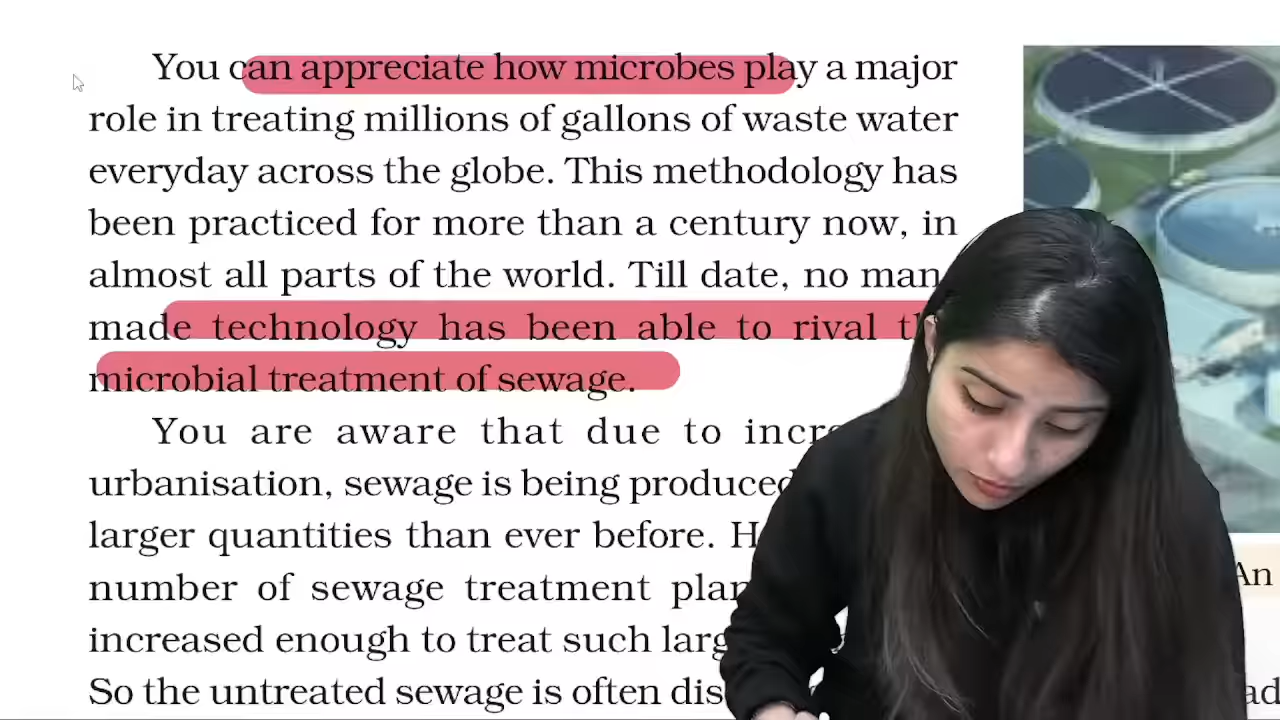 You can appreciate how microbes play a major
role in treating millions of gallons of waste water
everyday across the globe. This methodology has
been practiced for more than a century now, in
almost all parts of the world. Till date, no man
made technology has been able to rival
microbial treatment of sewage.
You are aware that due to
urbanisation, sewage is being produced
larger quantities than ever before.
number of sewage treatment
increased enough to treat such
So the untreated sewage is often
An